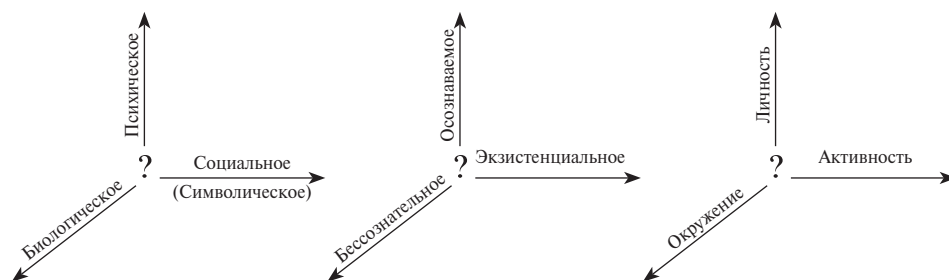 Психическое
?
Социальное
(Символическое)
Биологическое
Осознаваемое
?
Экзистенциальное
Бессознательное
Личность
?
Активность
Окружение